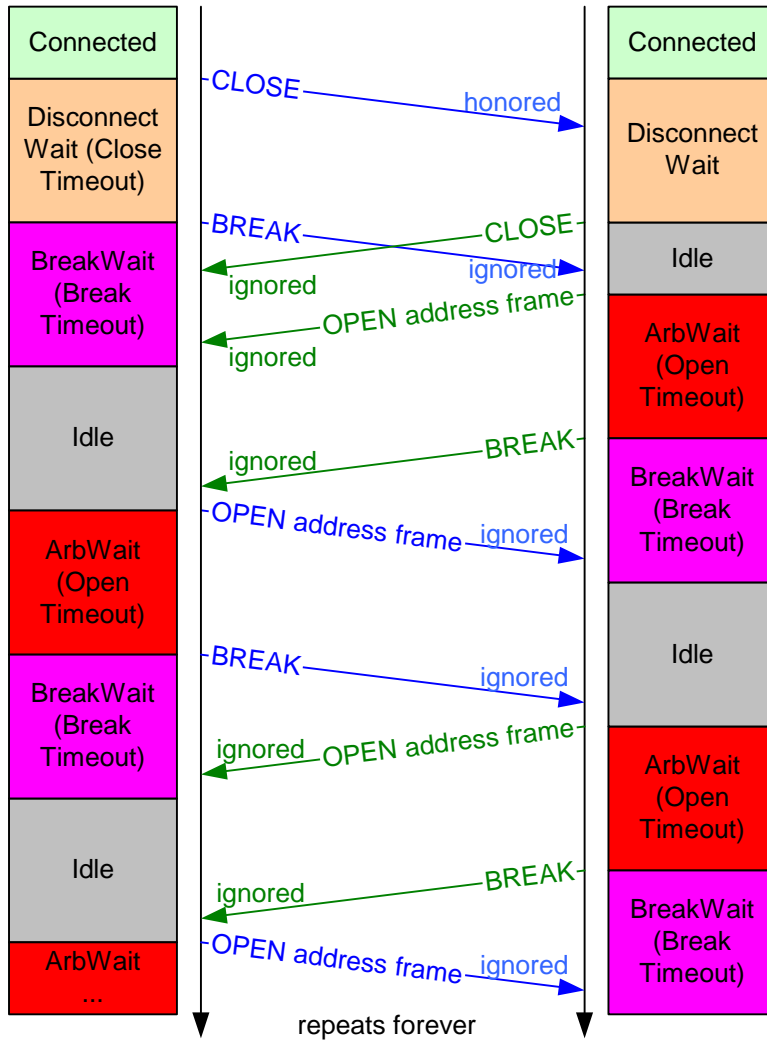 Connected
Connected
CLOSE
honored
Disconnect
Wait (Close
Timeout)
Disconnect
Wait
BREAK
CLOSE
ignored
ignored
BreakWait
(Break
Timeout)
Idle
OPEN address frame
ignored
ArbWait
(Open
Timeout)
Idle
BREAK
ignored
BreakWait
(Break
Timeout)
OPEN address frame
ignored
ArbWait
(Open
Timeout)
Idle
BREAK
ignored
BreakWait
(Break
Timeout)
OPEN address frame
ignored
ArbWait
(Open
Timeout)
Idle
BREAK
ignored
BreakWait
(Break
Timeout)
OPEN address frame
ignored
ArbWait
...
repeats forever